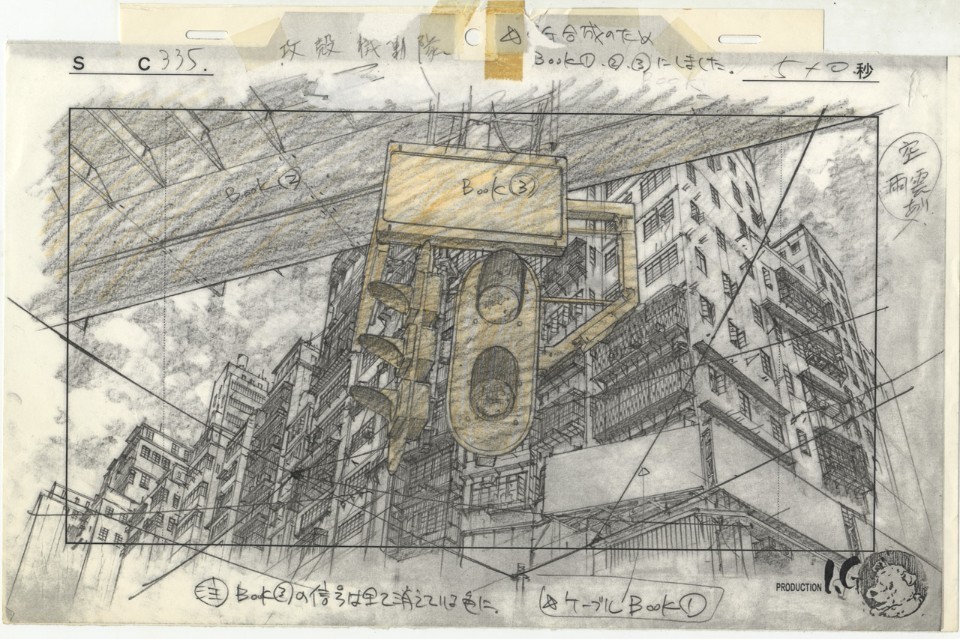 S C 335.
攻殻機動隊
合成のため
Book①.②.③にしました.
5+0秒
Book②
Book③
空
雨雲
あり
注 Book③の信号は全て消えている色に.
ケーブル Book①
PRODUCTION I.G